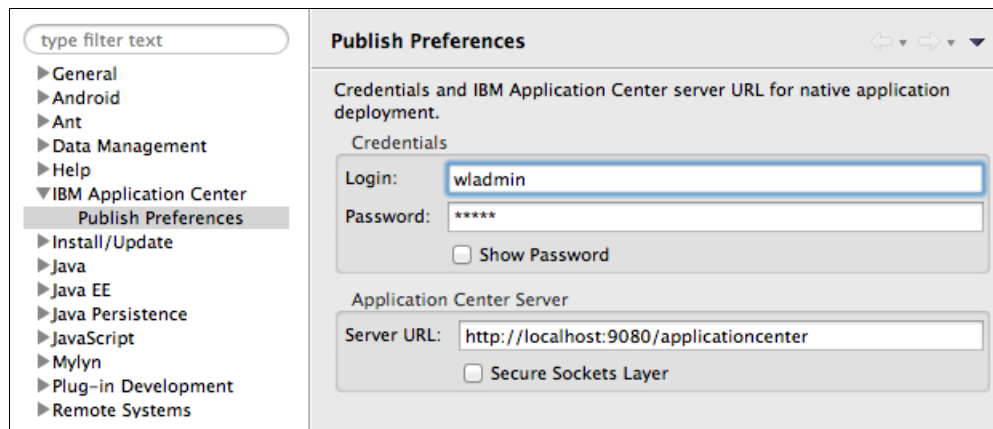 type filter text
General
Android
Ant
Data Management
Help
IBM Application Center
Publish Preferences
Install/Update
Java
Java EE
Java Persistence
JavaScript
Mylyn
Plug-in Development
Remote Systems
Publish Preferences
Credentials and IBM Application Center server URL for native application
deployment.
Credentials
Login: wladmin
Password: *****
Show Password
Application Center Server
Server URL: http://localhost:9080/applicationcenter
Secure Sockets Layer